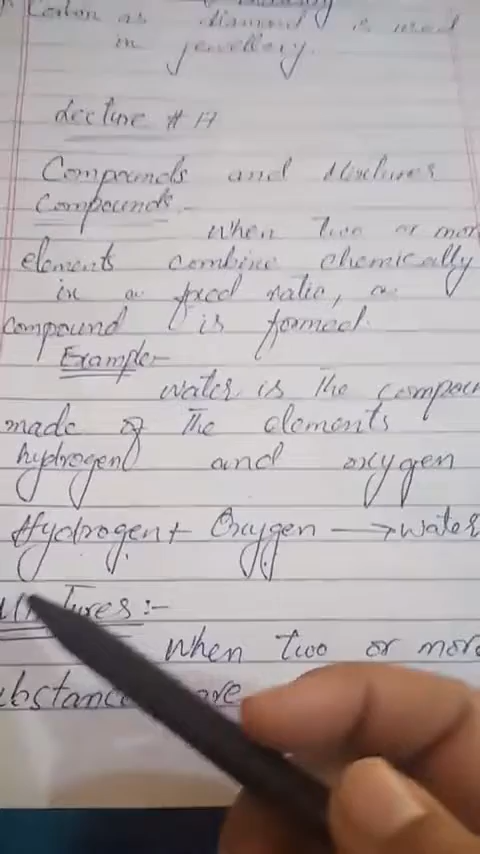 Carbon as diamond is used
in jewellery.
Lecture # 17
Compounds and Mixtures
Compounds:-
When two or more
elements combine chemically
in a fixed ratio, a
compound is formed.
Example:-
water is the compoun
made of the elements
hydrogen and oxygen
Hydrogen + Oxygen → water
tures:-
When two or more
ubstance are